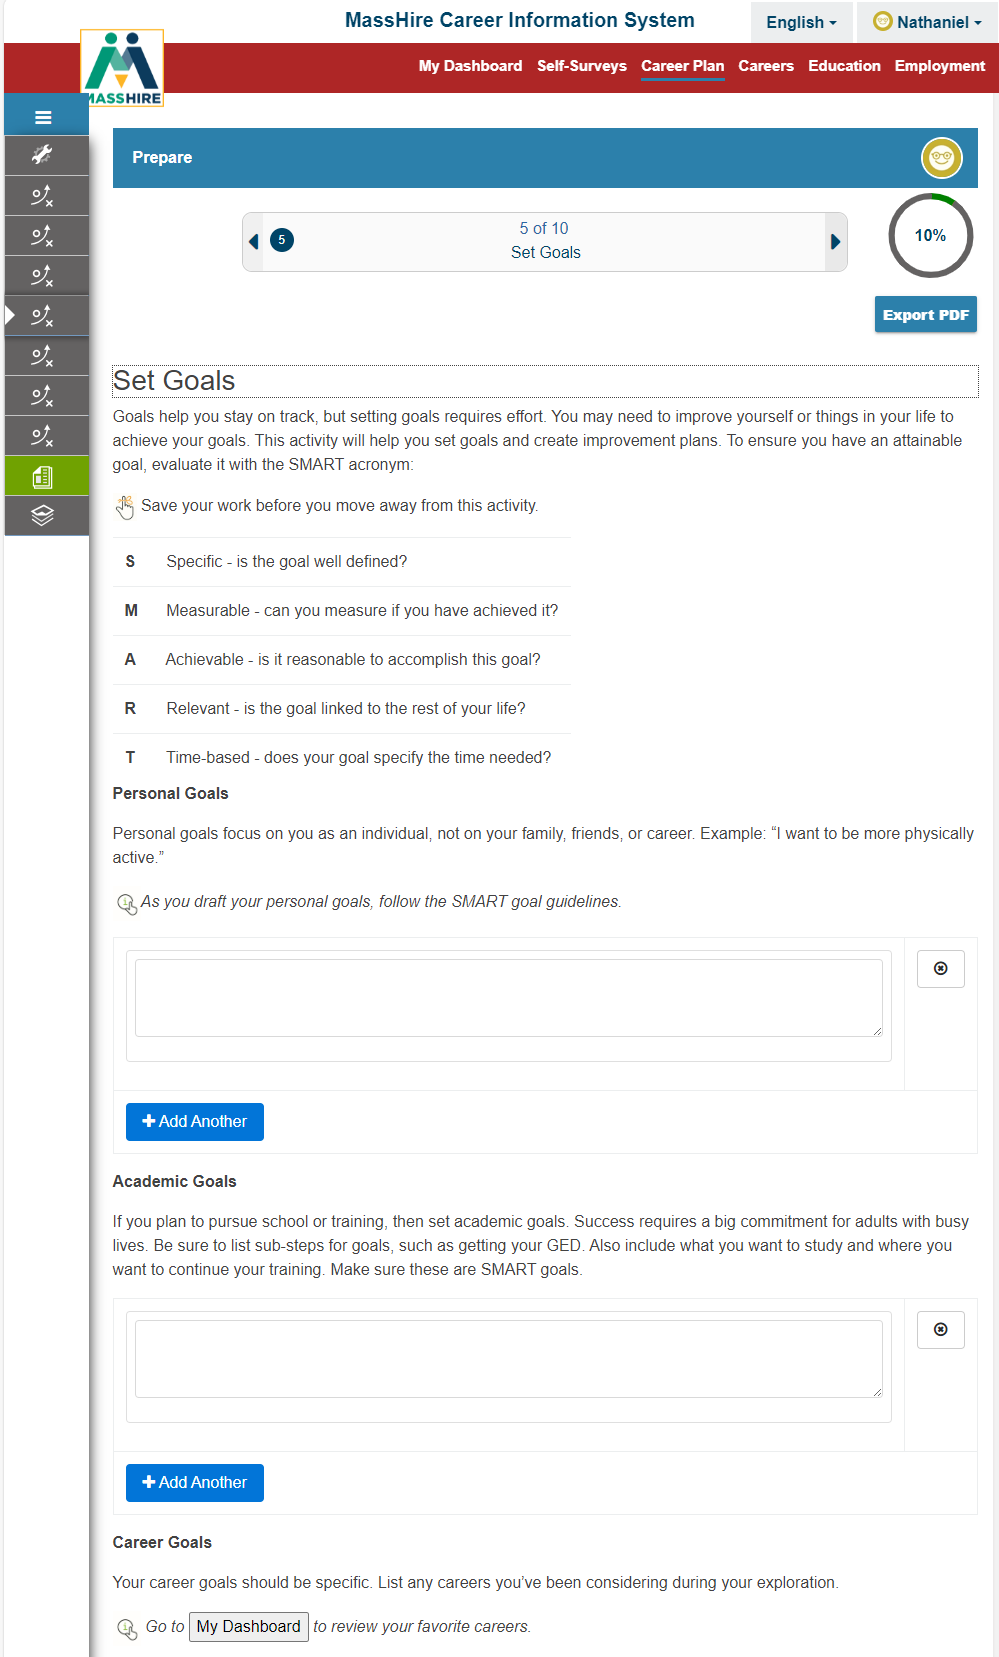 MassHire Career Information System
English
Nathaniel
MASSHIRE
My Dashboard Self-Surveys Career Plan Careers Education Employment
Prepare
5
5 of 10
Set Goals
10%
Export PDF
Set Goals
Goals help you stay on track, but setting goals requires effort. You may need to improve yourself or things in your life to
achieve your goals. This activity will help you set goals and create improvement plans. To ensure you have an attainable
goal, evaluate it with the SMART acronym:
Save your work before you move away from this activity.
S Specific - is the goal well defined?
M Measurable - can you measure if you have achieved it?
A Achievable - is it reasonable to accomplish this goal?
R Relevant - is the goal linked to the rest of your life?
T Time-based - does your goal specify the time needed?
Personal Goals
Personal goals focus on you as an individual, not on your family, friends, or career. Example: “I want to be more physically
active.”
As you draft your personal goals, follow the SMART goal guidelines.
Add Another
Academic Goals
If you plan to pursue school or training, then set academic goals. Success requires a big commitment for adults with busy
lives. Be sure to list sub-steps for goals, such as getting your GED. Also include what you want to study and where you
want to continue your training. Make sure these are SMART goals.
Add Another
Career Goals
Your career goals should be specific. List any careers you’ve been considering during your exploration.
Go to My Dashboard to review your favorite careers.